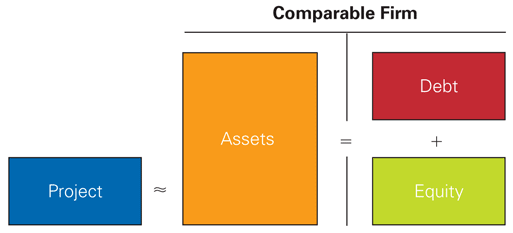 Comparable Firm
Debt
Assets
=
+
Project
≈
Equity